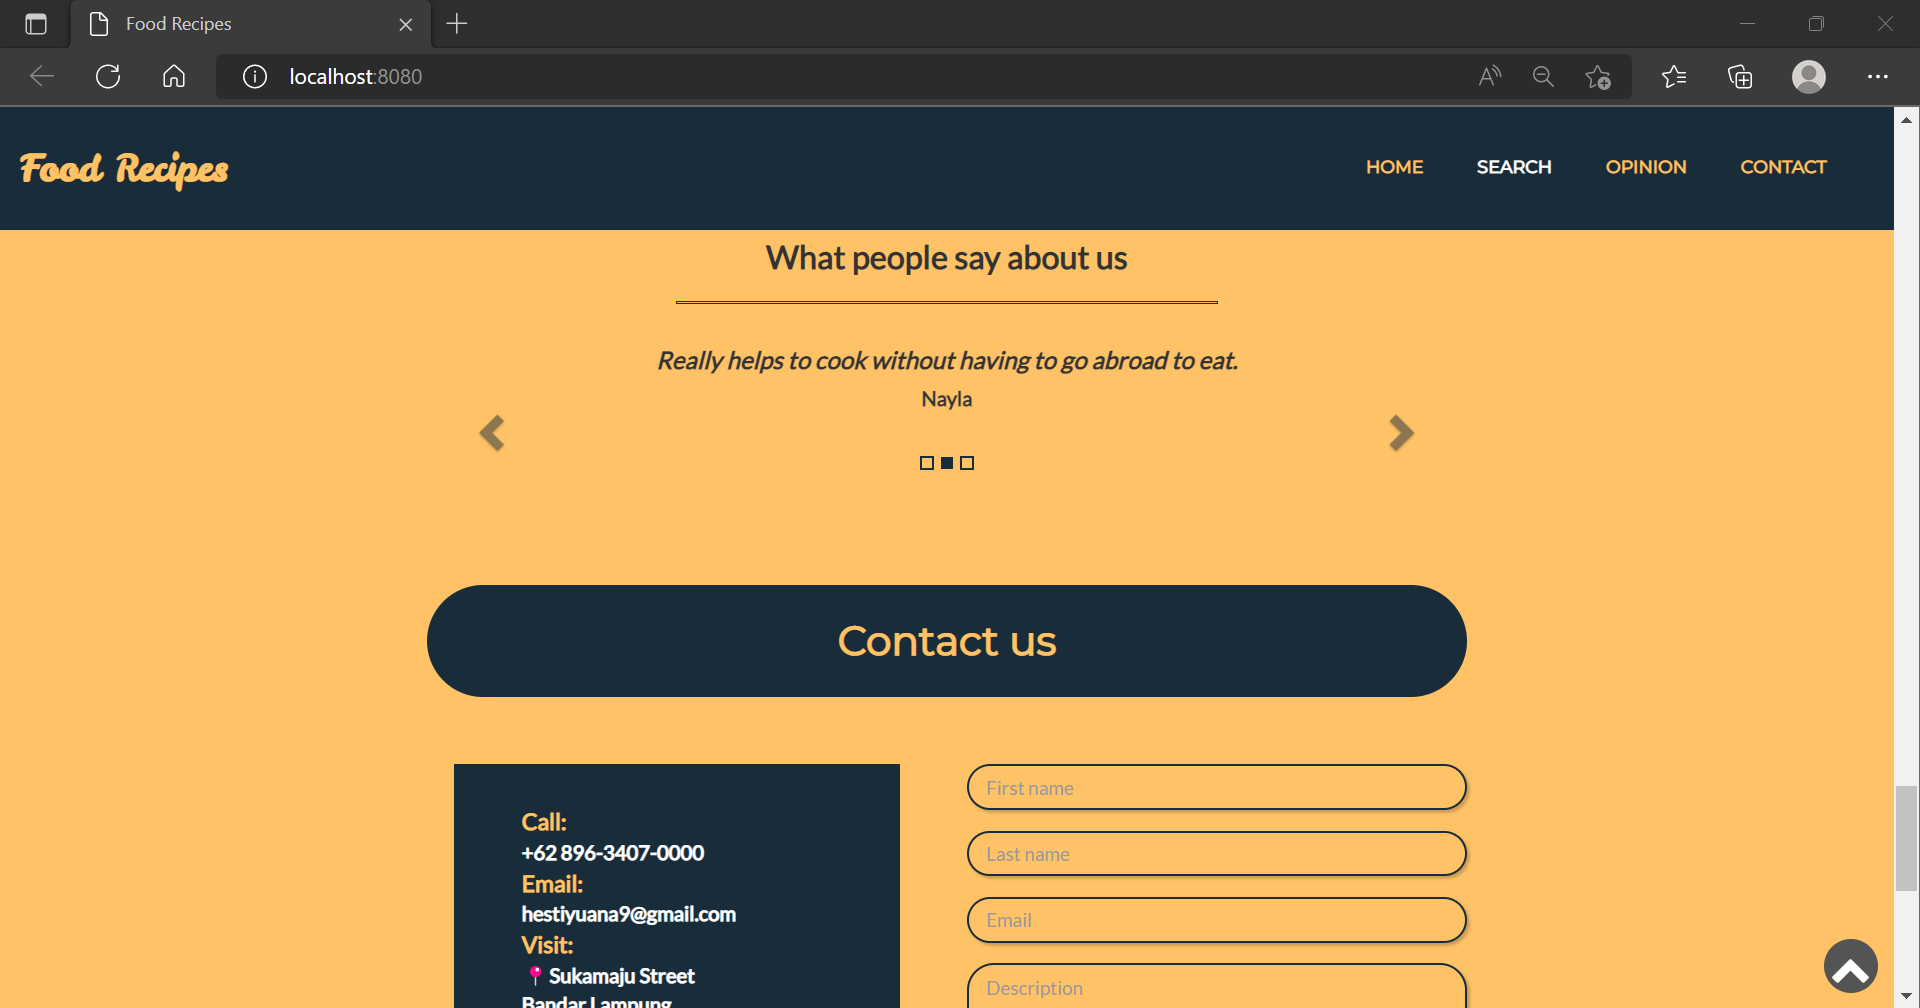 Food Recipes
localhost:8080
Food Recipes
HOME SEARCH OPINION CONTACT
What people say about us
Really helps to cook without having to go abroad to eat.
Nayla
Contact us
Call:
+62 896-3407-0000
Email:
hestiyuana9@gmail.com
Visit:
Sukamaju Street
Bandar Lampung
First name
Last name
Email
Description